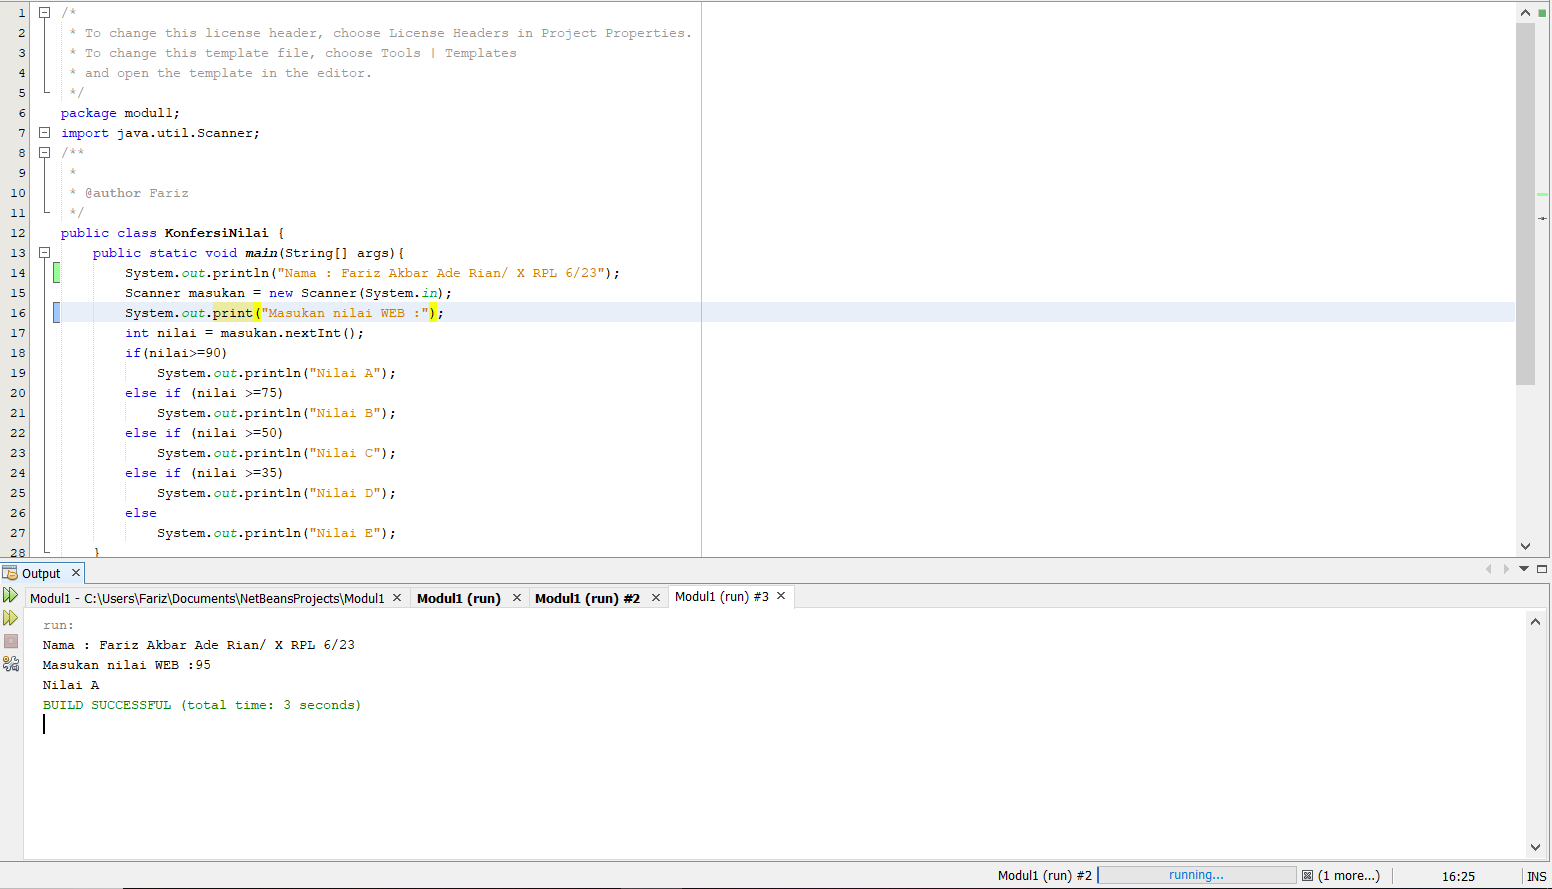 1 /*
2 * To change this license header, choose License Headers in Project Properties.
3 * To change this template file, choose Tools | Templates
4 * and open the template in the editor.
5 */
6 package modul1;
7 import java.util.Scanner;
8 /**
9 *
10 * @author Fariz
11 */
12 public class KonfersiNilai {
13 public static void main(String[] args){
14 System.out.println("Nama : Fariz Akbar Ade Rian/ X RPL 6/23");
15 Scanner masukan = new Scanner(System.in);
16 System.out.print("Masukan nilai WEB :");
17 int nilai = masukan.nextInt();
18 if(nilai>=90)
19 System.out.println("Nilai A");
20 else if (nilai >=75)
21 System.out.println("Nilai B");
22 else if (nilai >=50)
23 System.out.println("Nilai C");
24 else if (nilai >=35)
25 System.out.println("Nilai D");
26 else
27 System.out.println("Nilai E");
28 }
Output
Modul1 - C:\Users\Fariz\Documents\NetBeansProjects\Modul1 Modul1 (run) Modul1 (run) #2 Modul1 (run) #3
run:
Nama : Fariz Akbar Ade Rian/ X RPL 6/23
Masukan nilai WEB :95
Nilai A
BUILD SUCCESSFUL (total time: 3 seconds)
Modul1 (run) #2 running... (1 more...) 16:25 INS